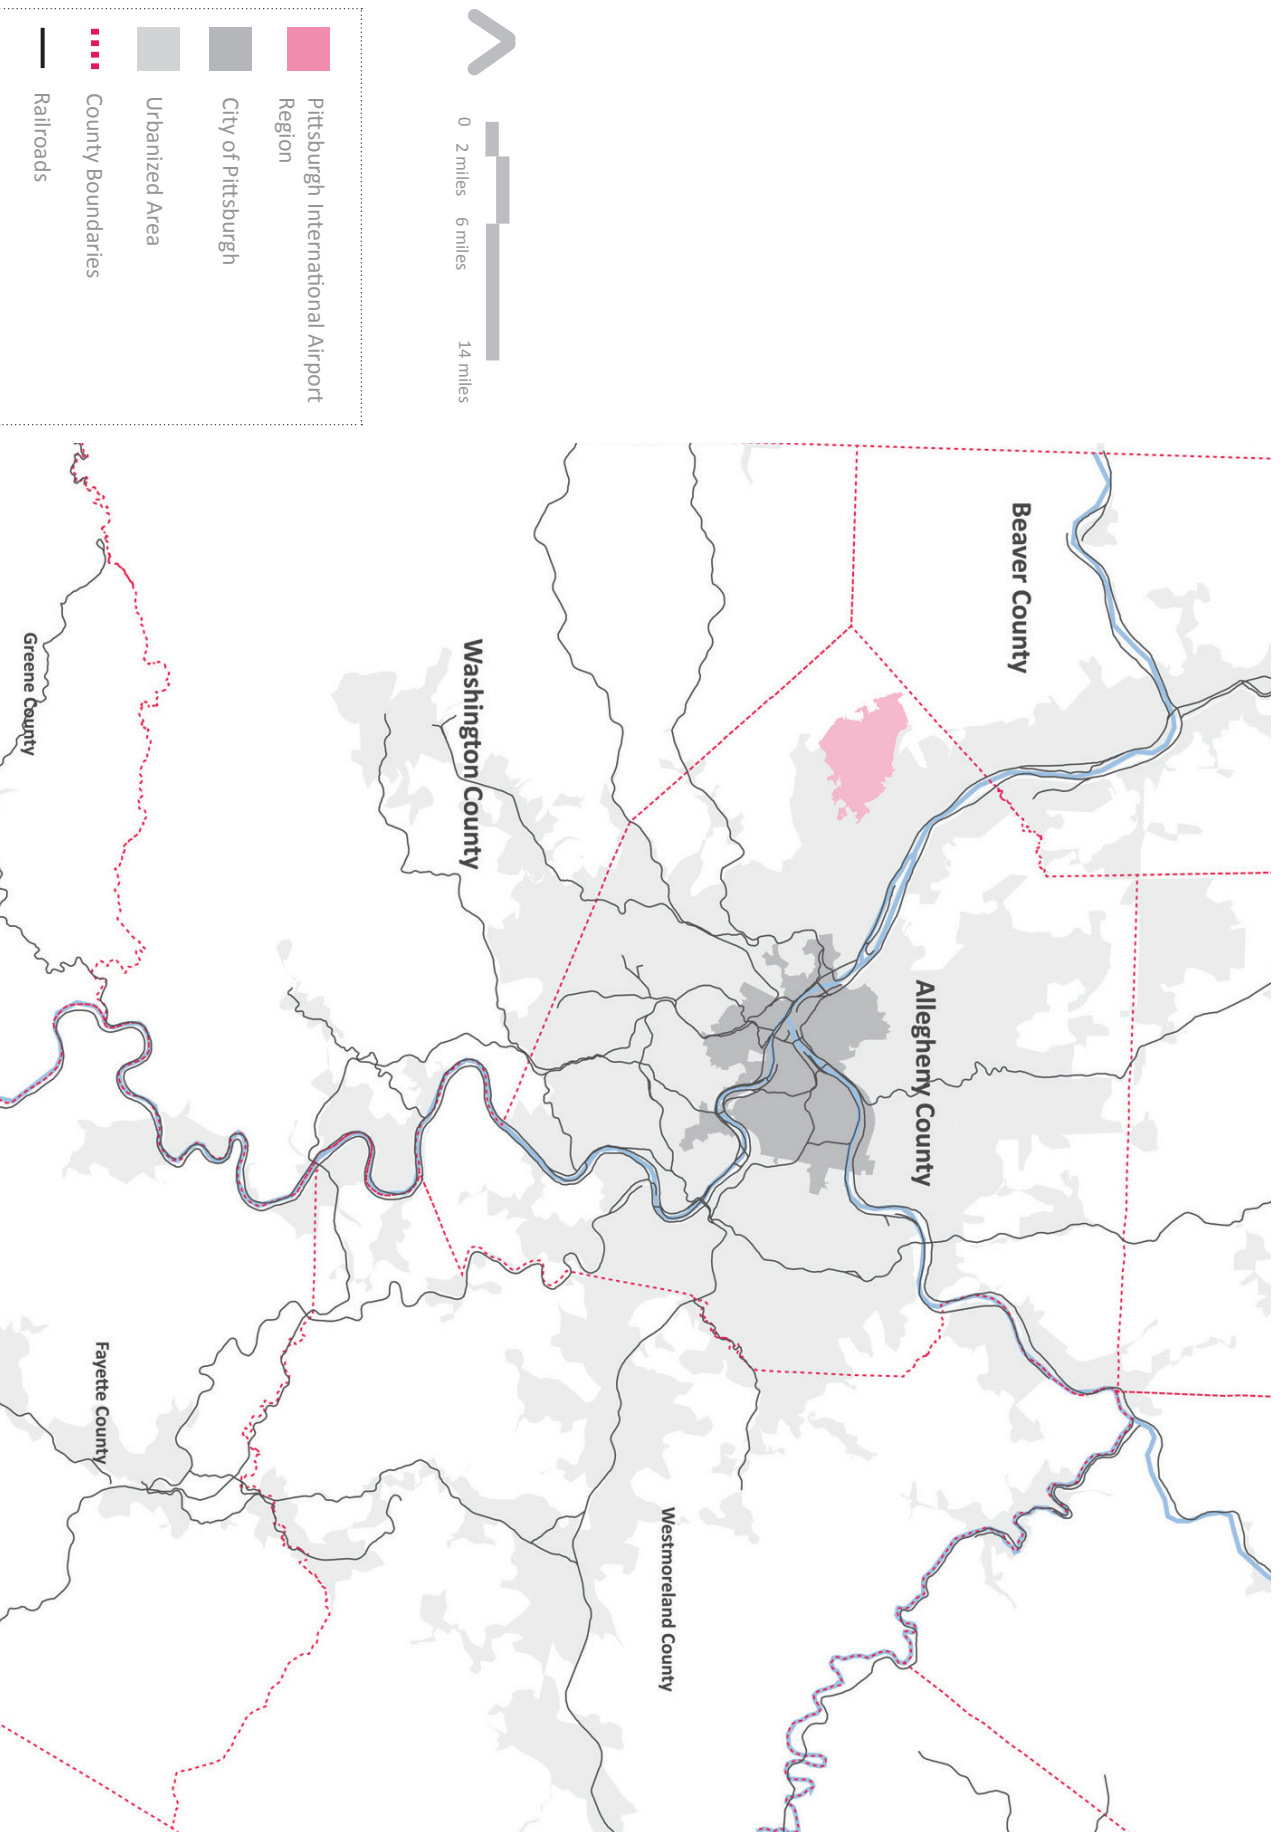 Pittsburgh International Airport
Region
City of Pittsburgh
Urbanized Area
County Boundaries
Railroads
0
2 miles
6 miles
14 miles
Beaver County
Allegheny County
Washington County
Westmoreland County
Greene County
Fayette County